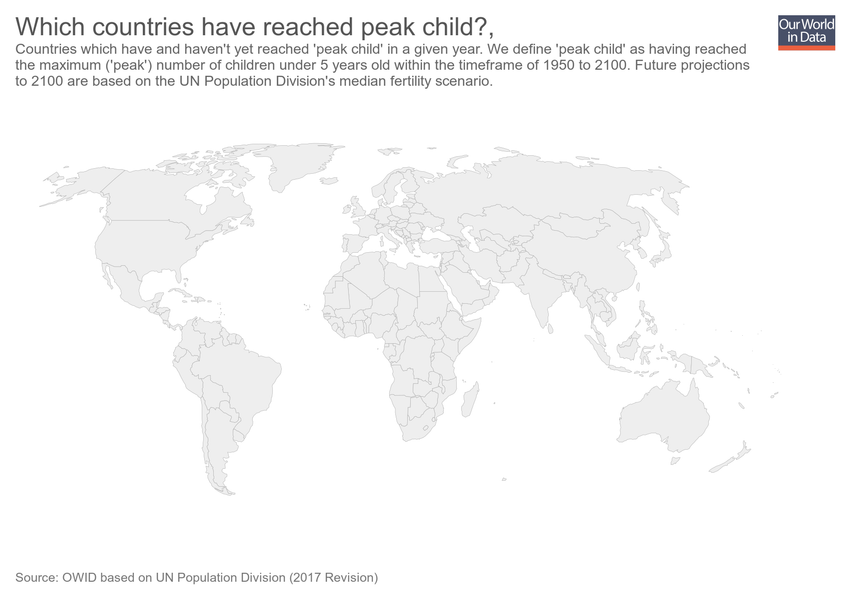 Which countries have reached peak child?,
Our World
in Data
Countries which have and haven't yet reached 'peak child' in a given year. We define 'peak child' as having reached
the maximum ('peak') number of children under 5 years old within the timeframe of 1950 to 2100. Future projections
to 2100 are based on the UN Population Division's median fertility scenario.
Source: OWID based on UN Population Division (2017 Revision)